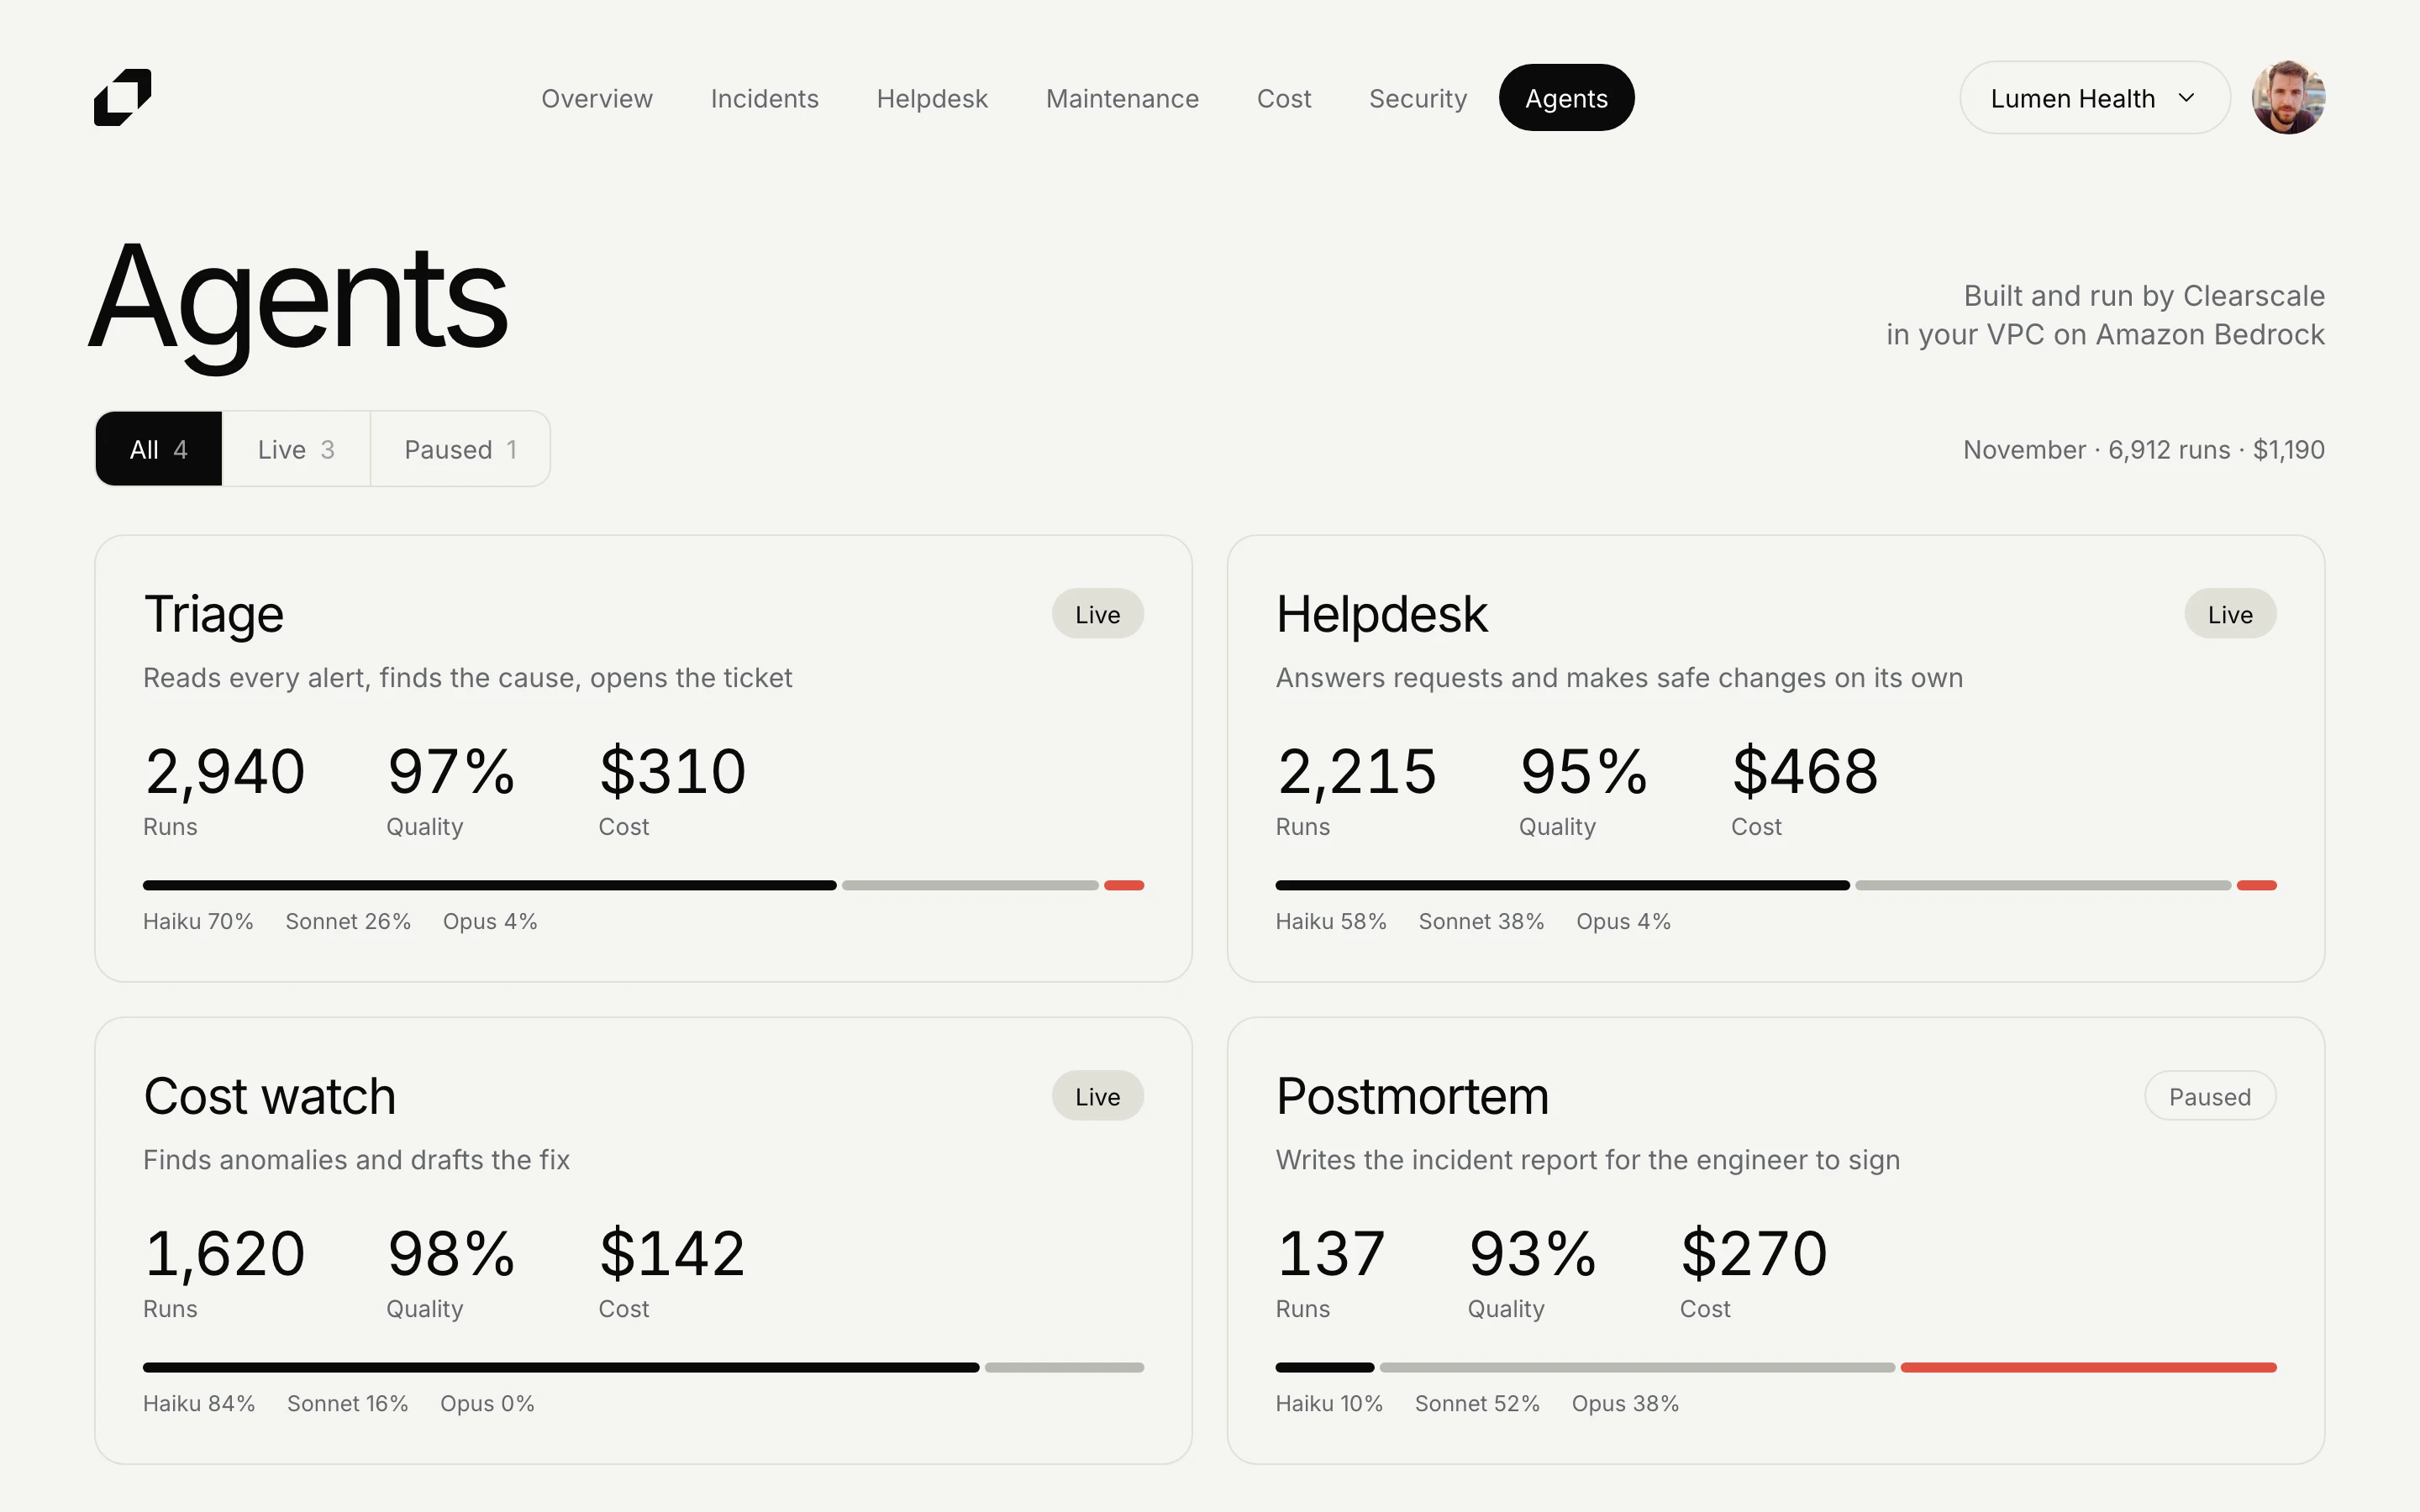 Overview Incidents Helpdesk Maintenance Cost Security Agents Lumen Health
Agents
Built and run by Clearscale
in your VPC on Amazon Bedrock
All 4 Live 3 Paused 1
November · 6,912 runs · $1,190
Triage Live
Reads every alert, finds the cause, opens the ticket
2,940 97% $310
Runs Quality Cost
Haiku 70% Sonnet 26% Opus 4%
Helpdesk Live
Answers requests and makes safe changes on its own
2,215 95% $468
Runs Quality Cost
Haiku 58% Sonnet 38% Opus 4%
Cost watch Live
Finds anomalies and drafts the fix
1,620 98% $142
Runs Quality Cost
Haiku 84% Sonnet 16% Opus 0%
Postmortem Paused
Writes the incident report for the engineer to sign
137 93% $270
Runs Quality Cost
Haiku 10% Sonnet 52% Opus 38%